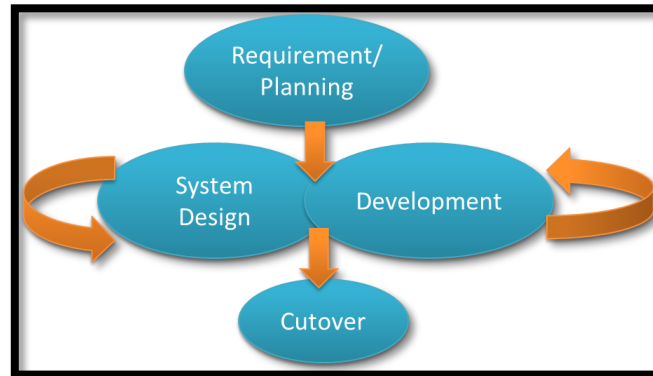 Requirement/
Planning
System
Design
Development
Cutover